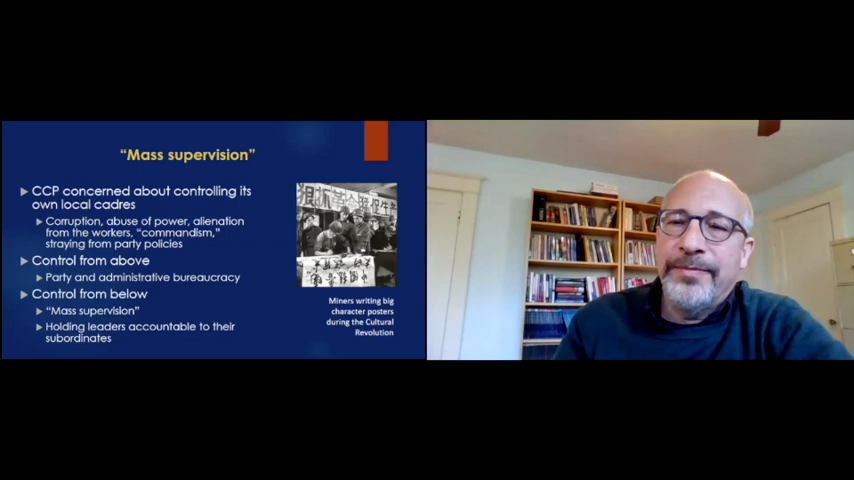 “Mass supervision”
CCP concerned about controlling its
own local cadres
Corruption, abuse of power, alienation
from the workers, “commandism,”
straying from party policies
Control from above
Party and administrative bureaucracy
Control from below
“Mass supervision”
Holding leaders accountable to their
subordinates
Miners writing big
character posters
during the Cultural
Revolution